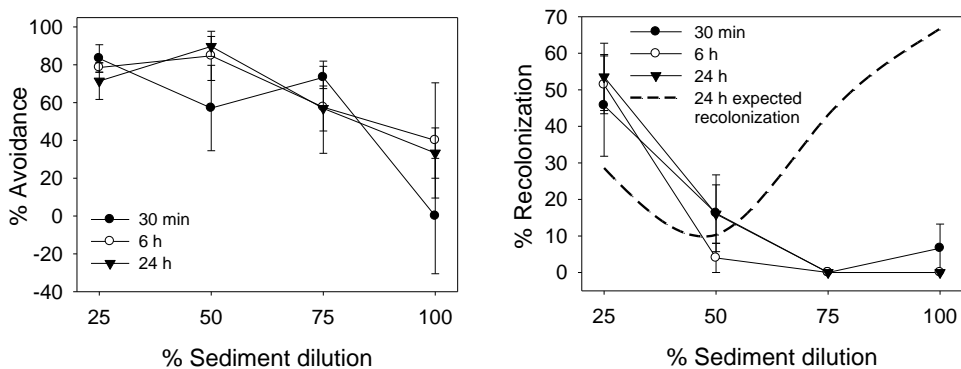 100
80
60
40
20
0
-20
-40
% Avoidance
30 min
6 h
24 h
25
50
75
100
% Sediment dilution
70
60
50
40
30
20
10
0
% Recolonization
30 min
6 h
24 h
24 h expected
recolonization
25
50
75
100
% Sediment dilution